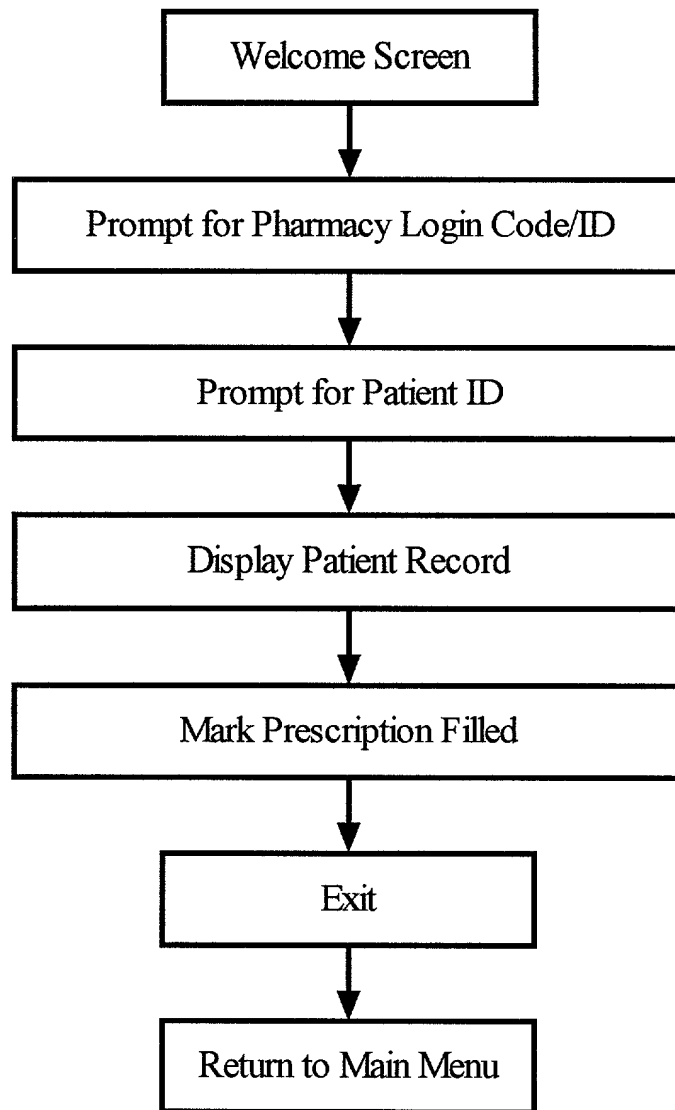 Welcome Screen
Prompt for Pharmacy Login Code/ID
Prompt for Patient ID
Display Patient Record
Mark Prescription Filled
Exit
Return to Main Menu